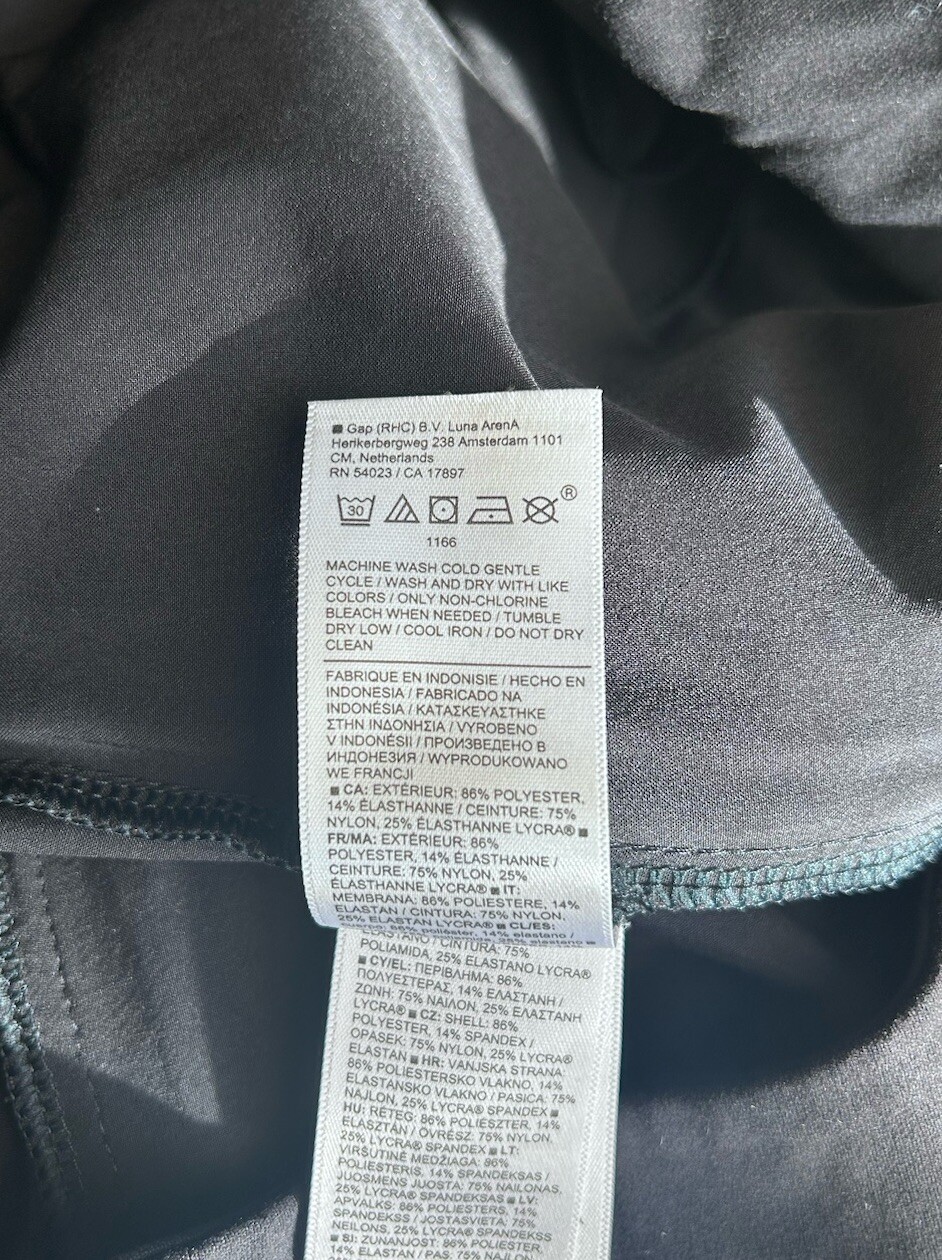 ■ Gap (RHC) B.V. Luna ArenA
Herikerbergweg 238 Amsterdam 1101
CM, Netherlands
RN 54023 / CA 17897
30 ®
1166
MACHINE WASH COLD GENTLE
CYCLE / WASH AND DRY WITH LIKE
COLORS / ONLY NON-CHLORINE
BLEACH WHEN NEEDED / TUMBLE
DRY LOW / COOL IRON / DO NOT DRY
CLEAN
FABRIQUE EN INDONISIE / HECHO EN
INDONESIA / FABRICADO NA
INDONÉSIA / ΚΑΤΑΣΚΕΥΑΣΤΗΚΕ
ΣΤΗΝ ΙΝΔΟΝΗΣΙΑ / VYROBENO
V INDONÉSII / ПРОИЗВЕДЕНО В
ИНДОНЕЗИЯ / WYPRODUKOWANO
WE FRANCJI
■ CA: EXTÉRIEUR: 86% POLYESTER,
14% ÉLASTHANNE / CEINTURE: 75%
NYLON, 25% ÉLASTHANNE LYCRA® ■
FR/MA: EXTÉRIEUR: 86%
POLYESTER, 14% ÉLASTHANNE /
CEINTURE: 75% NYLON, 25%
ÉLASTHANNE LYCRA® ■ IT:
MEMBRANA: 86% POLIESTERE, 14%
ELASTAN / CINTURA: 75% NYLON,
25% ELASTAN LYCRA® ■ CL/ES:
86% poliéster, 14% elastano /
/ CINTURA: 75%
POLIAMIDA, 25% ELASTANO LYCRA®
■ CY/EL: ΠΕΡΙΒΛΗΜΑ: 86%
ΠΟΛΥΕΣΤΕΡΑΣ, 14% ΕΛΑΣΤΑΝΗ /
ΖΩΝΗ: 75% ΝΑΙΛΟΝ, 25% ΕΛΑΣΤΑΝΗ
LYCRA® ■ CZ: SHELL: 86%
POLYESTER, 14% SPANDEX /
OPASEK: 75% NYLON, 25% LYCRA®
ELASTAN ■ HR: VANJSKA STRANA:
86% POLIESTERSKO VLAKNO, 14%
ELASTANSKO VLAKNO / PASICA: 75%
NAJLON, 25% LYCRA® SPANDEX ■
HU: RÉTEG: 86% POLIÉSZTER, 14%
ELASZTÁN / ÖVRÉSZ: 75% NYLON,
25% LYCRA® SPANDEX ■ LT:
VIRŠUTINĖ MEDŽIAGA: 86%
POLIESTERIS, 14% SPANDEKSAS /
JUOSMENS JUOSTA: 75% NAILONAS,
25% LYCRA® SPANDEKSAS ■ LV:
APVALKS: 86% POLIESTERS, 14%
SPANDEKSS / JOSTASVIETA: 75%
NEILONS, 25% LYCRA® SPANDEKSS
■ SI: ZUNANJOST: 86% POLIESTER,
14% ELASTAN / PAS: 75% NAJLON